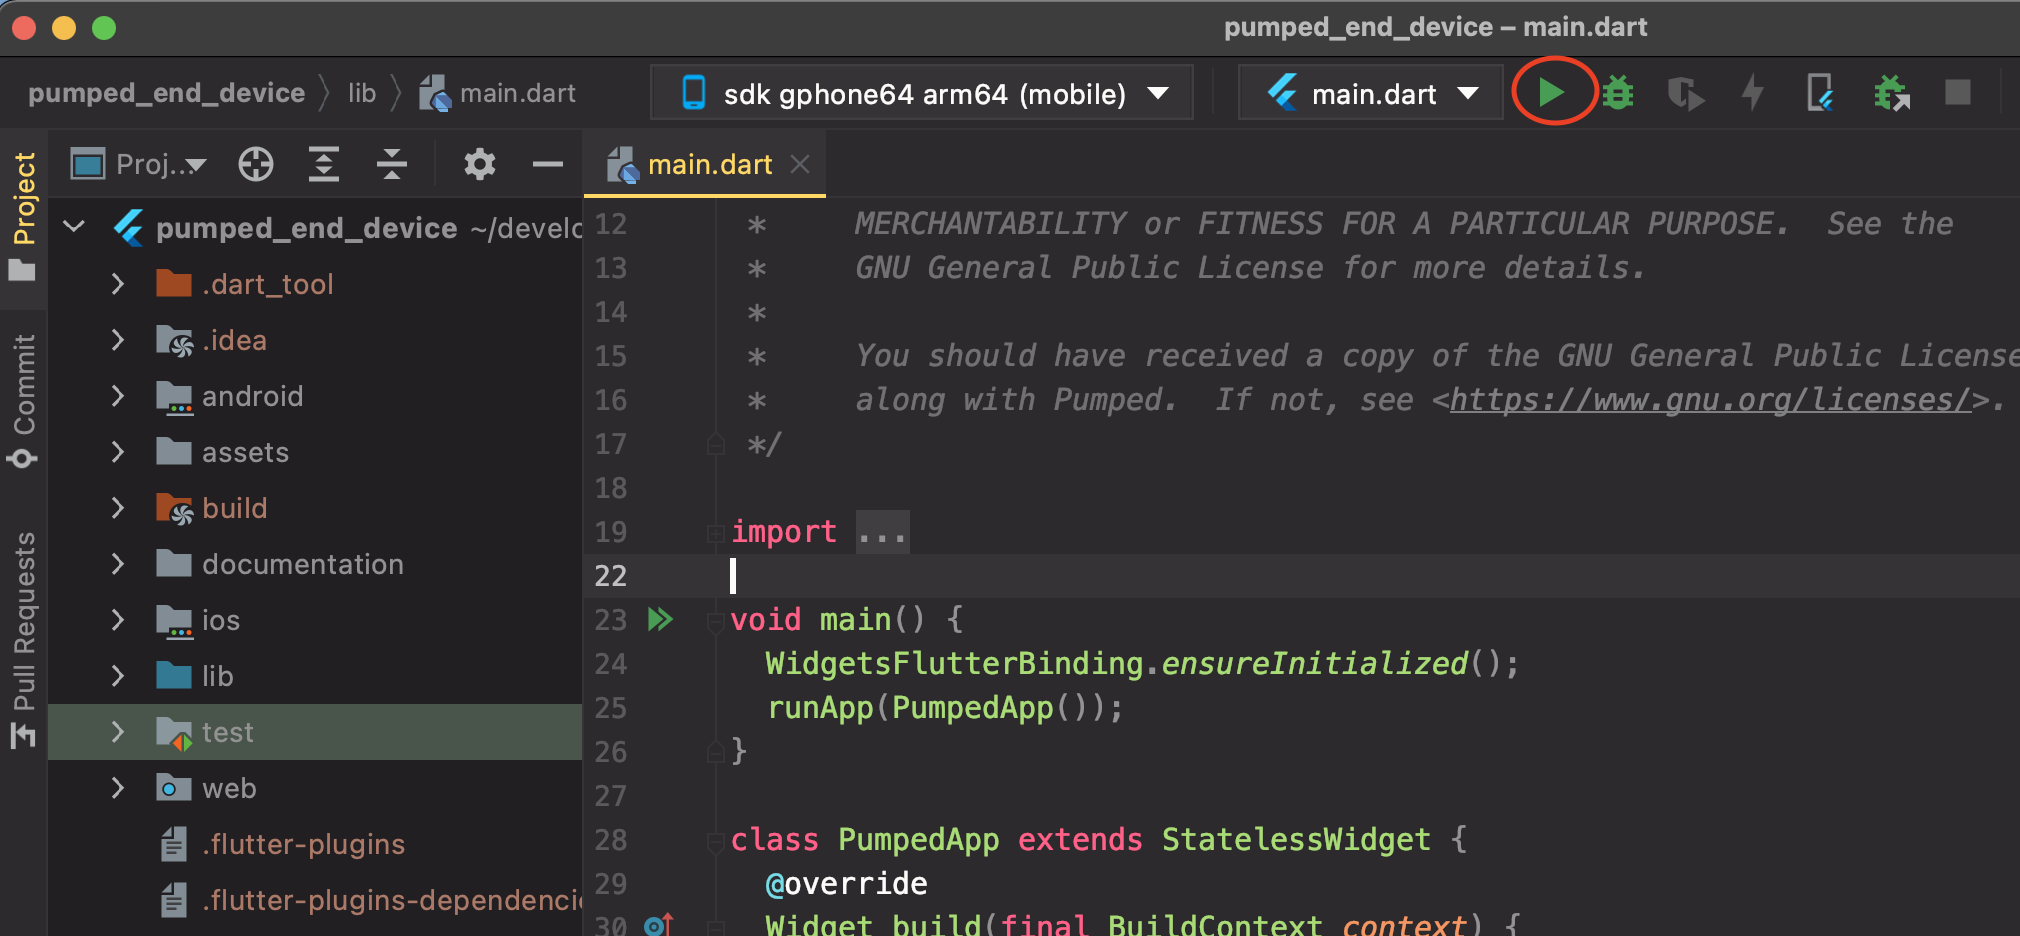 pumped_end_device – main.dart
pumped_end_device lib main.dart
sdk gphone64 arm64 (mobile)
main.dart
Project
Commit
Pull Requests
Proj...
pumped_end_device ~/develo
.dart_tool
.idea
android
assets
build
documentation
ios
lib
test
web
.flutter-plugins
.flutter-plugins-dependenci
main.dart
12 * MERCHANTABILITY or FITNESS FOR A PARTICULAR PURPOSE. See the
13 * GNU General Public License for more details.
14 *
15 * You should have received a copy of the GNU General Public License
16 * along with Pumped. If not, see <https://www.gnu.org/licenses/>.
17 */
18
19 import ...
22
23 void main() {
24 WidgetsFlutterBinding.ensureInitialized();
25 runApp(PumpedApp());
26 }
27
28 class PumpedApp extends StatelessWidget {
29 @override
30 Widget build(final BuildContext context) {